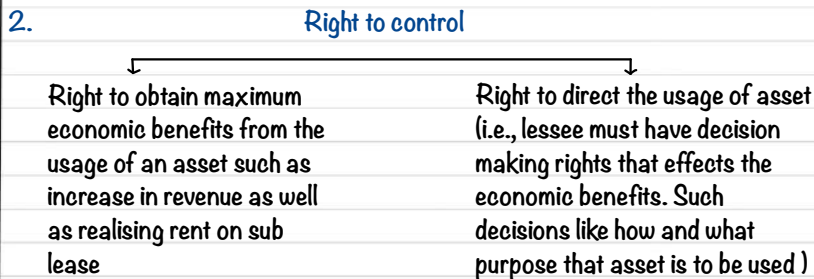 2. Right to control
Right to obtain maximum
economic benefits from the
usage of an asset such as
increase in revenue as well
as realising rent on sub
lease
Right to direct the usage of asset
(i.e., lessee must have decision
making rights that effects the
economic benefits. Such
decisions like how and what
purpose that asset is to be used )